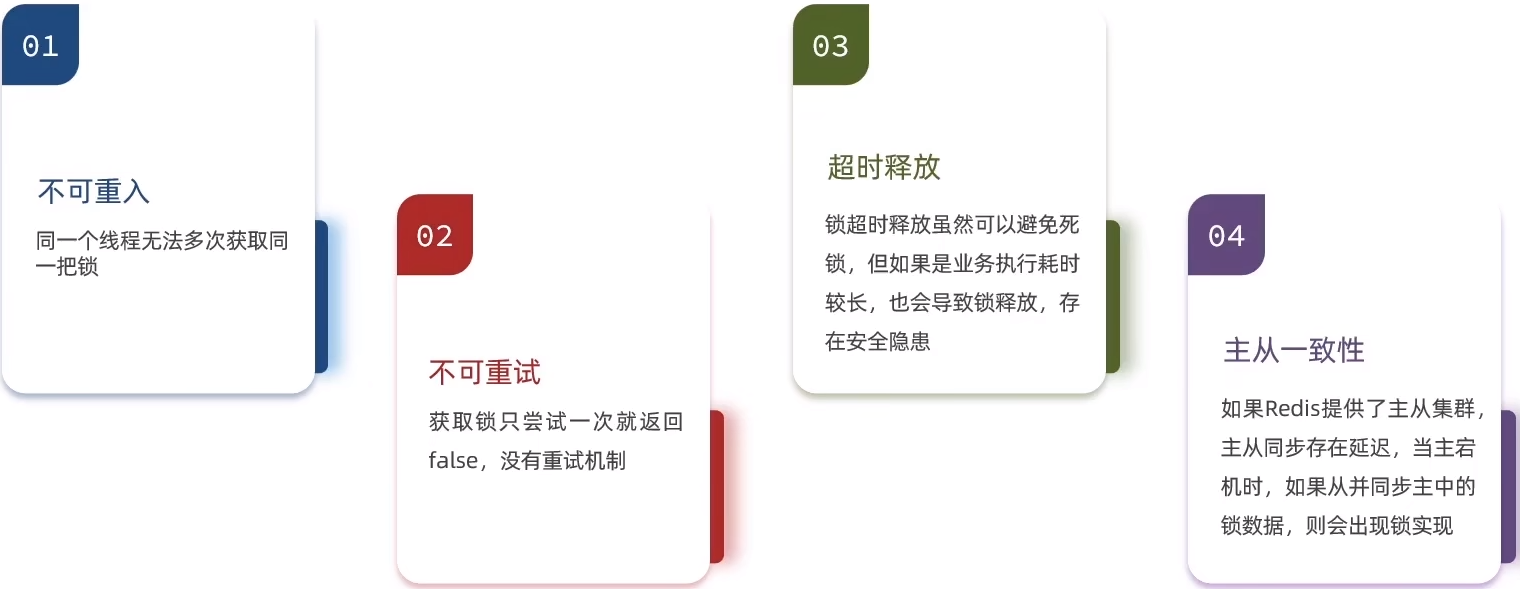 01
不可重入
同一个线程无法多次获取同
一把锁
02
不可重试
获取锁只尝试一次就返回
false，没有重试机制
03
超时释放
锁超时释放虽然可以避免死
锁，但如果是业务执行耗时
较长，也会导致锁释放，存
在安全隐患
04
主从一致性
如果Redis提供了主从集群，
主从同步存在延迟，当主宕
机时，如果从并同步主中的
锁数据，则会出现锁实现